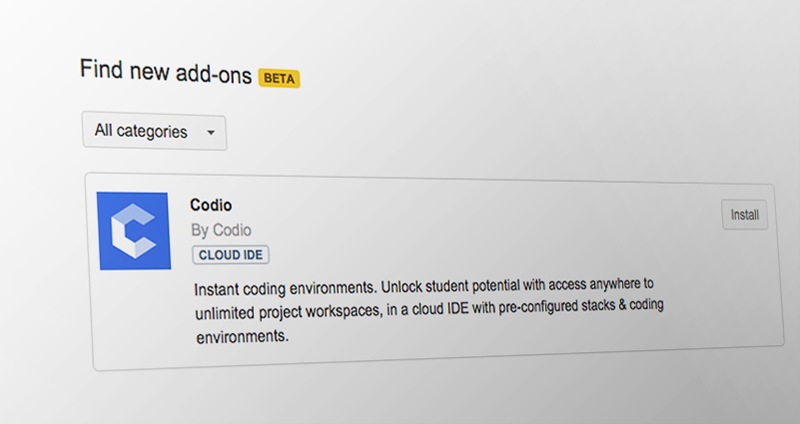 Find new add-ons BETA
All categories
Codio
By Codio
Install
CLOUD IDE
Instant coding environments. Unlock student potential with access anywhere to
unlimited project workspaces, in a cloud IDE with pre-configured stacks & coding
environments.